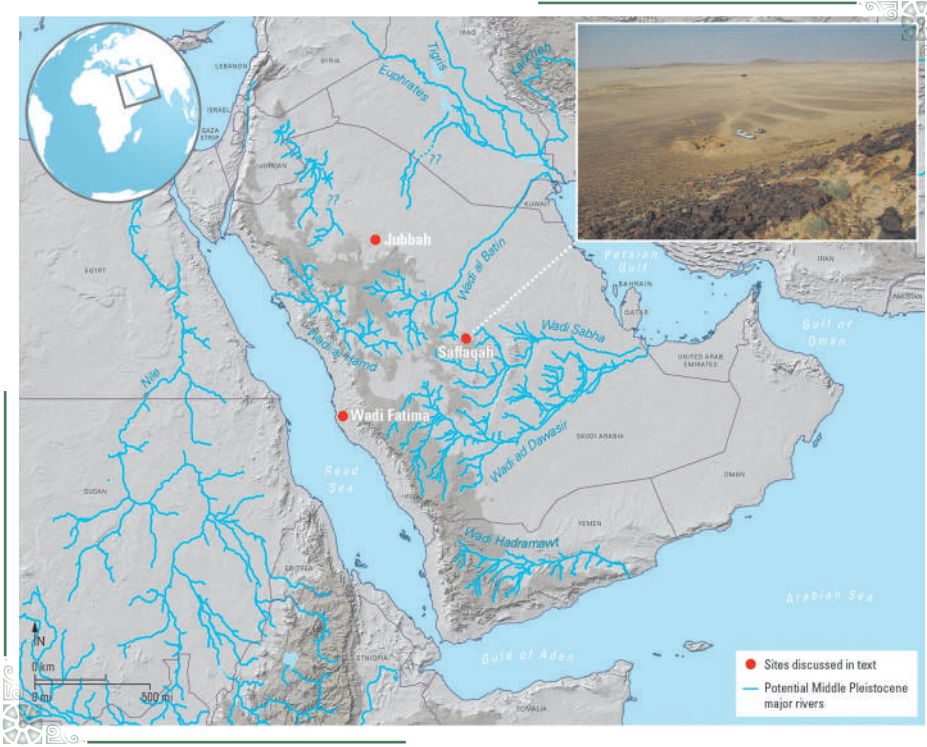 IRAQ
Tigris
Karkheh
SYRIA
LEBANON
Euphrates
ISRAEL
GAZA
STRIP
??
JORDAN
??
KUWAIT
Jubbah
EGYPT
Wadi al Batin
Persian
Gulf
IRAN
BAHRAIN
QATAR
PAKISTAN
Gulf of
Oman
Wadi Sabha
Saffaqah
Wadi al Hamd
UNITED ARAB
EMIRATES
Nile
Wadi Fatima
SAUDI ARABIA
Wadi ad Dawasir
Sea
OMAN
SUDAN
YEMEN
Wadi Hadramawt
ERITREA
Arabian Sea
N
0 km
0 mi
500 mi
ETHIOPIA
Guld of Aden
SOMALIA
Sites discussed in text
Potential Middle Pleistocene
major rivers